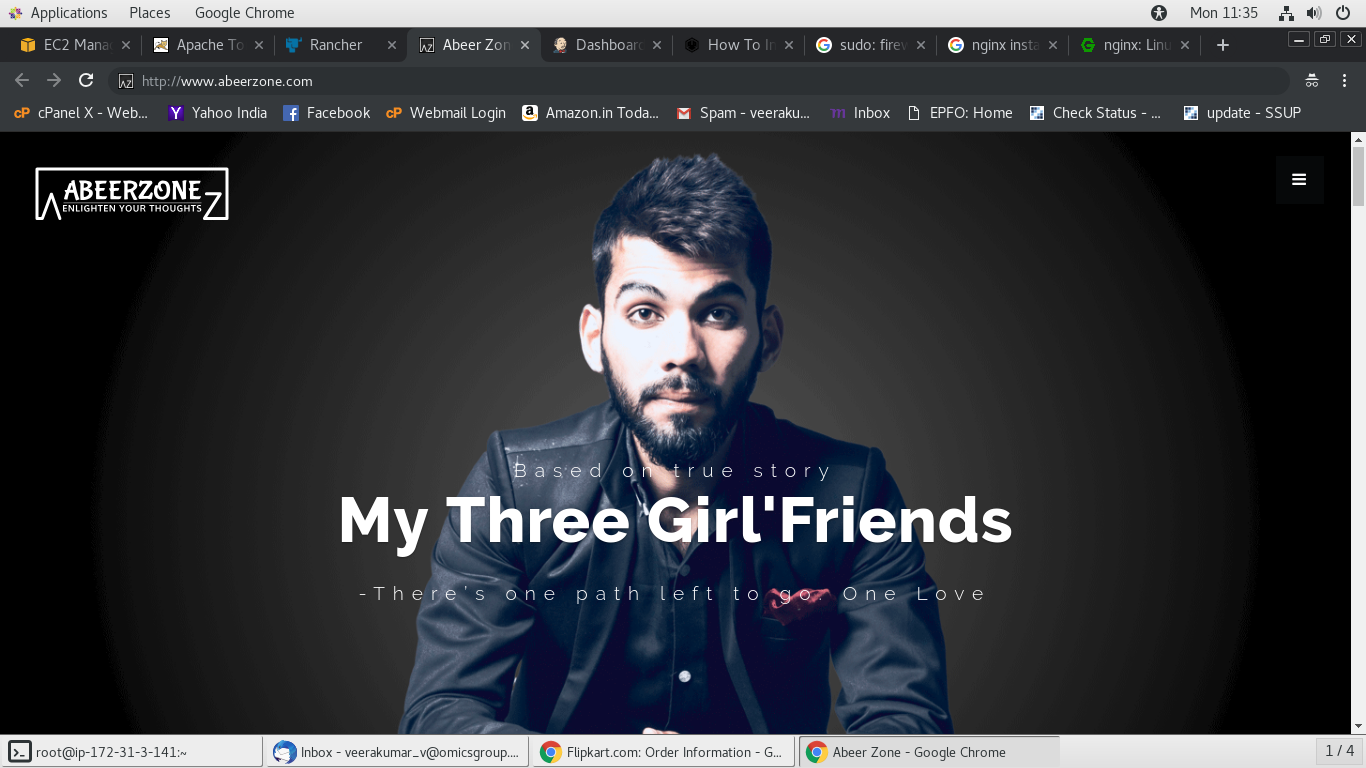 Applications Places Google Chrome Mon 11:35
EC2 Mana Apache To Rancher Abeer Zon Dashboard How To In sudo: firew nginx insta nginx: Linu
http://www.abeerzone.com
cPanel X - Web... Yahoo India Facebook Webmail Login Amazon.in Toda... Spam - veeraku... Inbox EPFO: Home Check Status - ... update - SSUP
ABEERZONE
ENLIGHTEN YOUR THOUGHTS
Based on true story
My Three Girl'Friends
-There's one path left to go. One Love
root@ip-172-31-3-141:~ Inbox - veerakumar_v@omicsgroup.... Flipkart.com: Order Information - G... Abeer Zone - Google Chrome 1 / 4